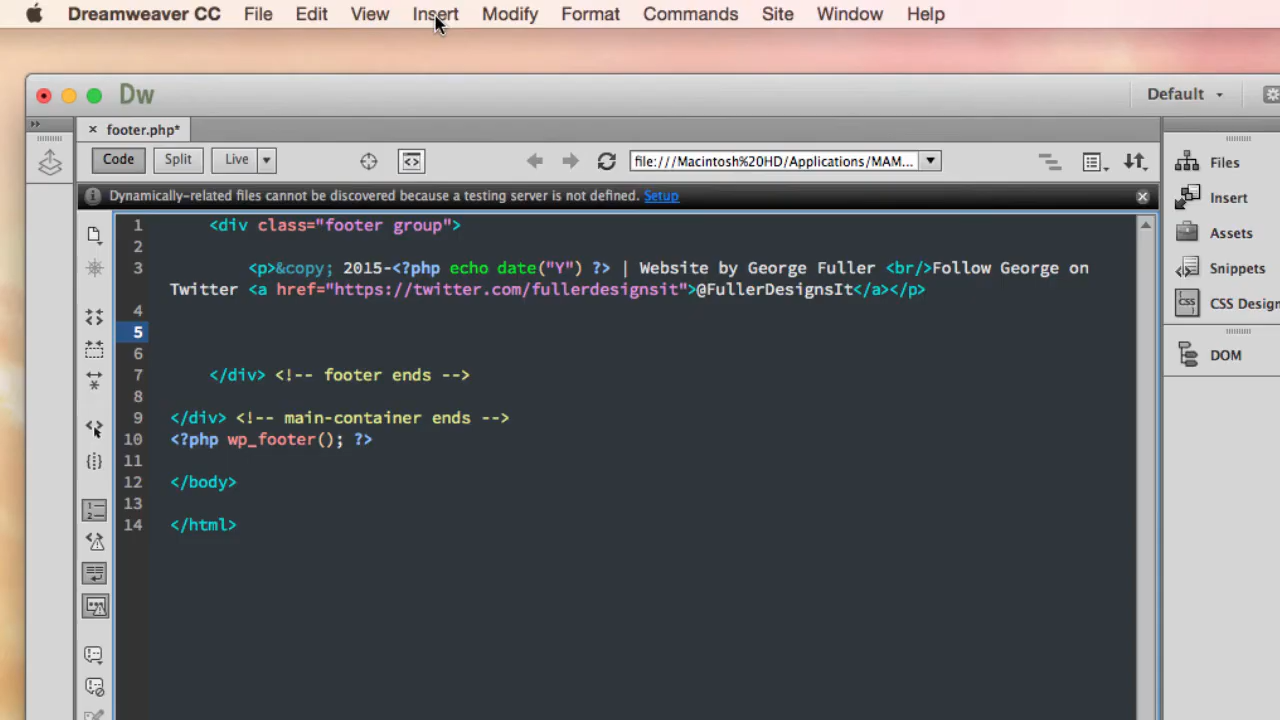 Dreamweaver CC File Edit View Insert Modify Format Commands Site Window Help
Dw Default
footer.php*
Code Split Live file:///Macintosh%20HD/Applications/MAM...
Dynamically-related files cannot be discovered because a testing server is not defined. Setup
Files
Insert
Assets
Snippets
CSS Design
DOM
1 <div class="footer group">
2
3 <p>&copy; 2015-<?php echo date("Y") ?> | Website by George Fuller <br/>Follow George on
Twitter <a href="https://twitter.com/fullerdesignsit">@FullerDesignsIt</a></p>
4
5
6
7 </div> <!-- footer ends -->
8
9 </div> <!-- main-container ends -->
10 <?php wp_footer(); ?>
11
12 </body>
13
14 </html>